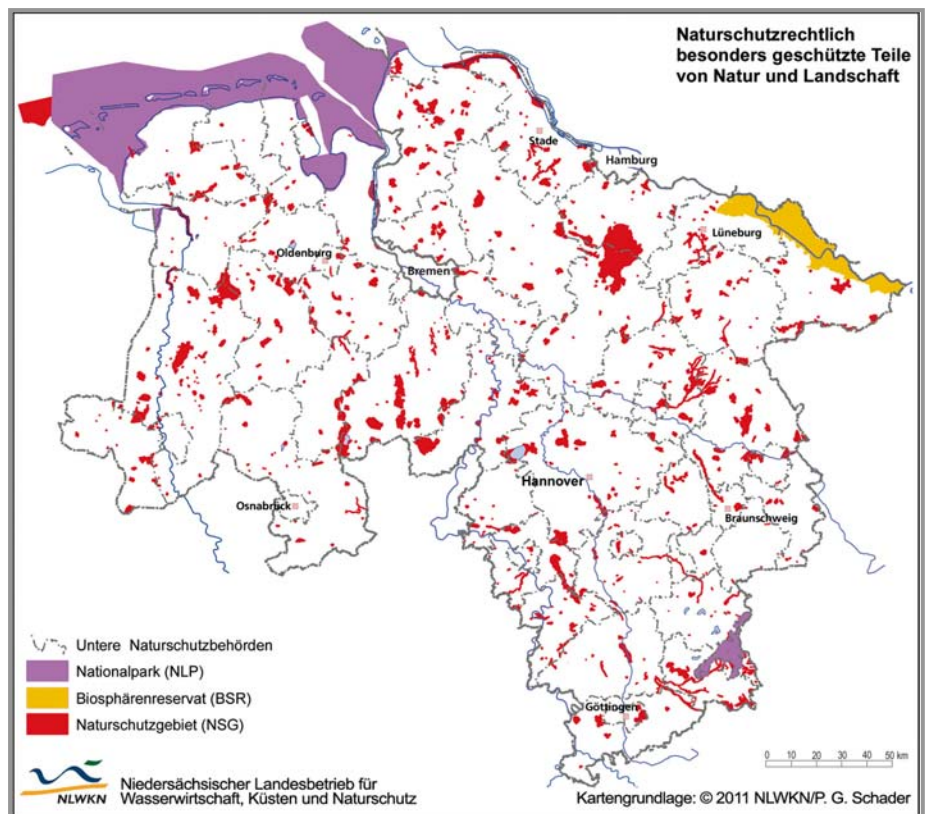 Naturschutzrechtlich
besonders geschützte Teile
von Natur und Landschaft
Stade
Hamburg
Lüneburg
Oldenburg
Bremen
Hannover
Osnabrück
Braunschweig
Göttingen
Untere Naturschutzbehörden
Nationalpark (NLP)
Biosphärenreservat (BSR)
Naturschutzgebiet (NSG)
0 10 20 30 40 50 km
NLWKN
Niedersächsischer Landesbetrieb für
Wasserwirtschaft, Küsten und Naturschutz
Kartengrundlage: © 2011 NLWKN/P. G. Schader